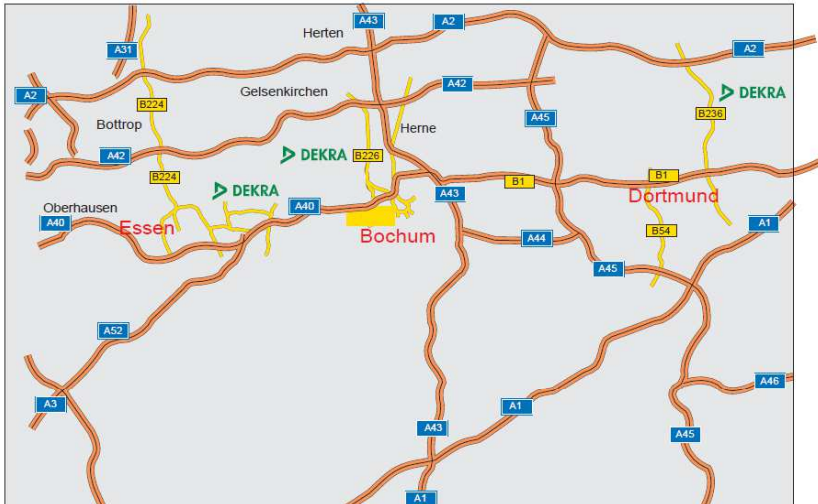 A43
A2
Herten
A31
A2
A42
Gelsenkirchen
A2
B224
DEKRA
B236
Bottrop
A45
Herne
A42
DEKRA
B226
B224
B1
DEKRA
B1
A43
Dortmund
Oberhausen
A40
A40
Essen
Bochum
A1
B54
A44
A45
A52
A46
A3
A1
A43
A45
A1